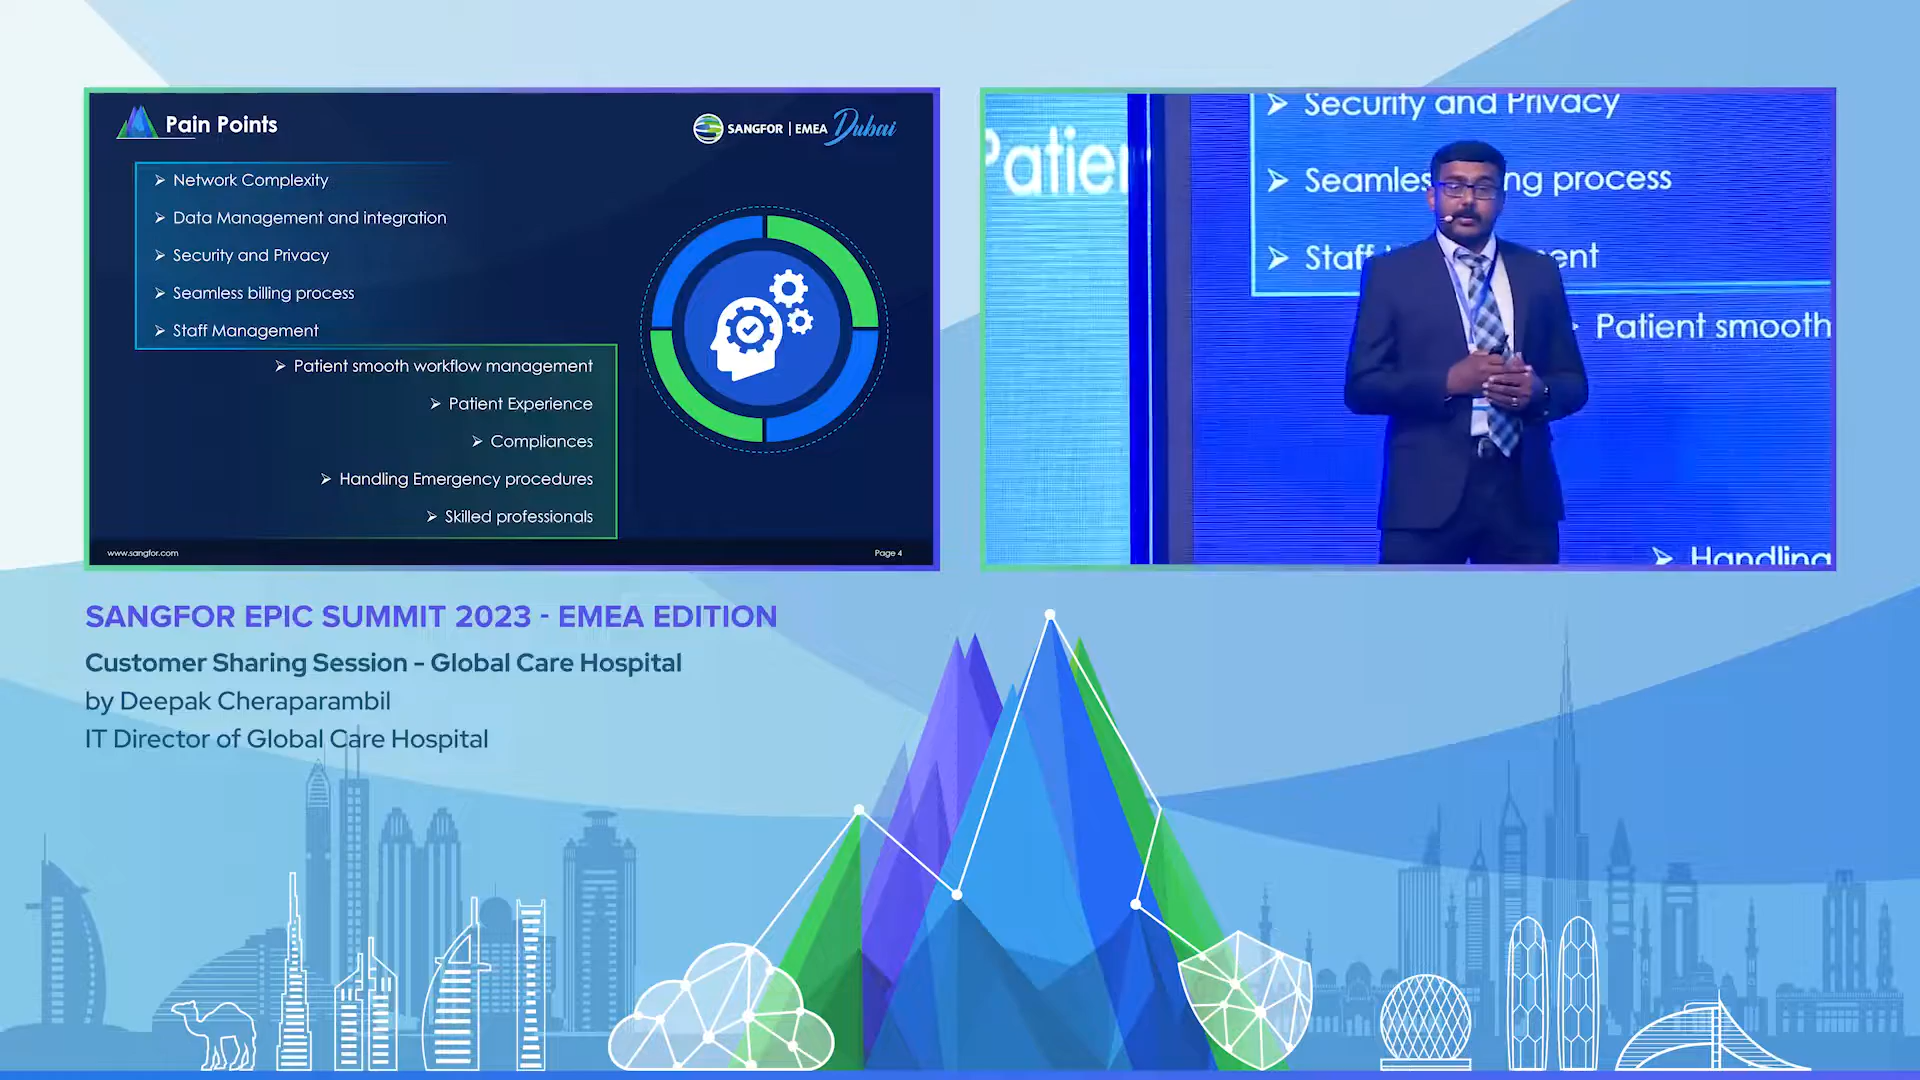 Pain Points
SANGFOR | EMEA Dubai
➢ Network Complexity
➢ Data Management and integration
➢ Security and Privacy
➢ Seamless billing process
➢ Staff Management
➢ Patient smooth workflow management
➢ Patient Experience
➢ Compliances
➢ Handling Emergency procedures
➢ Skilled professionals
www.sangfor.com
Page 4
➢ Security and Privacy
Patien
➢ Seamles ng process
➢ Staff ent
Patient smooth
➢ Handling
SANGFOR EPIC SUMMIT 2023 - EMEA EDITION
Customer Sharing Session - Global Care Hospital
by Deepak Cheraparambil
IT Director of Global Care Hospital